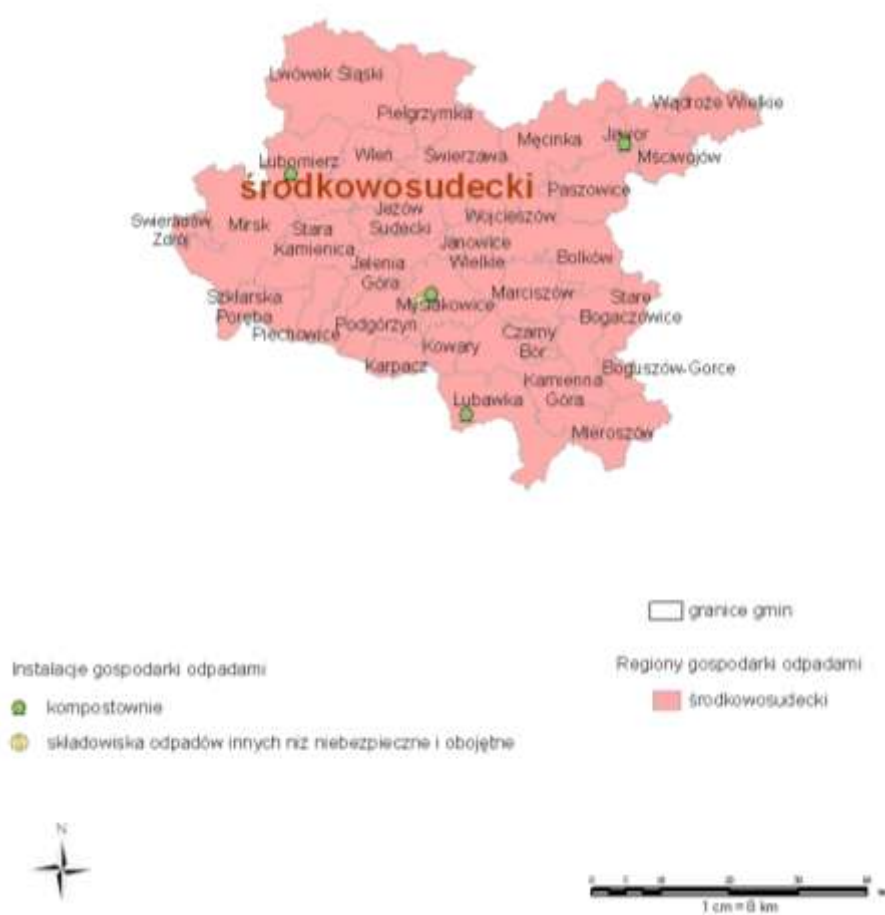 Lwówek Śląski
Pielgrzymka
Wądroże Wielkie
Męcinka
Jawor
Mściwojów
Lubomierz
Wleń
Świerzawa
środkowosudecki
Paszowice
Świeradów
Zdrój
Mirsk
Stara
Kamienica
Jeżów
Sudecki
Wojcieszów
Janowice
Wielkie
Bolków
Jelenia
Góra
Szklarska
Poręba
Piechowice
Podgórzyn
Mysłakowice
Marciszów
Stare
Bogaczowice
Karpacz
Kowary
Czarny
Bór
Boguszów-Gorce
Kamienna
Góra
Lubawka
Mieroszów
granice gmin
Instalacje gospodarki odpadami
Regiony gospodarki odpadami
kompostownie
środkowosudecki
składowiska odpadów innych niż niebezpieczne i obojętne
N
1 cm = 8 km